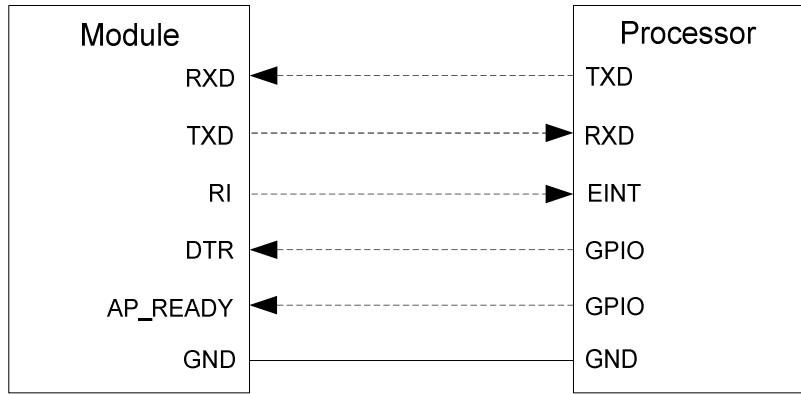 Module Processor
RXD TXD
TXD RXD
RI EINT
DTR GPIO
AP_READY GPIO
GND GND